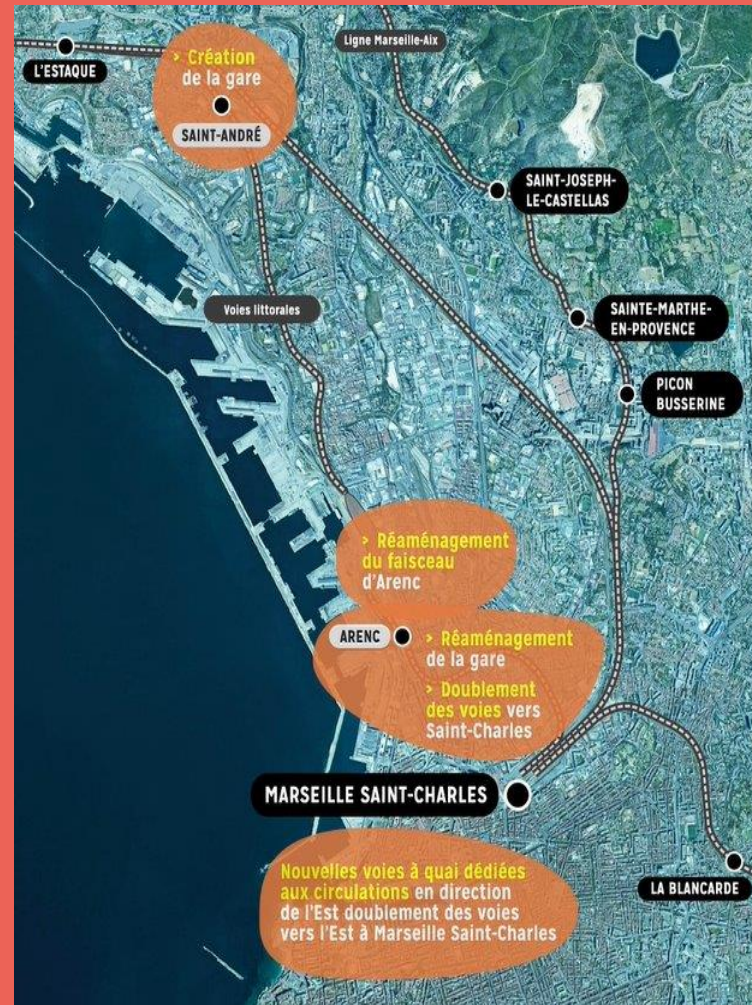 Ligne Marseille-Aix
L'ESTAQUE
> Création
de la gare
SAINT-ANDRÉ
SAINT-JOSEPH-
LE-CASTELLAS
Voies littorales
SAINTE-MARTHE-
EN-PROVENCE
PICON
BUSSERINE
> Réaménagement
du faisceau
d'Arenc
ARENC
> Réaménagement
de la gare
> Doublement
des voies vers
Saint-Charles
MARSEILLE SAINT-CHARLES
Nouvelles voies à quai dédiées
aux circulations en direction
de l'Est doublement des voies
vers l'Est à Marseille Saint-Charles
LA BLANCARDE